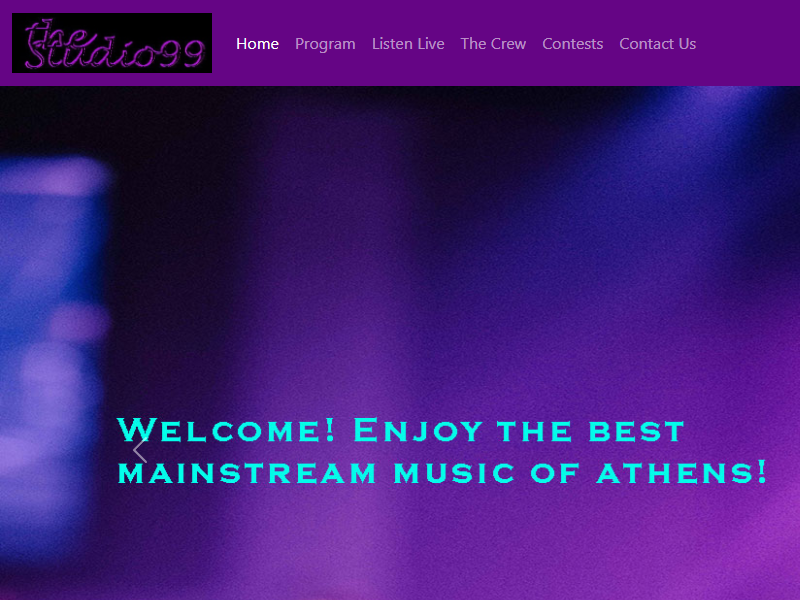 the
Studio99
Home Program Listen Live The Crew Contests Contact Us
Welcome! Enjoy the best
mainstream music of athens!